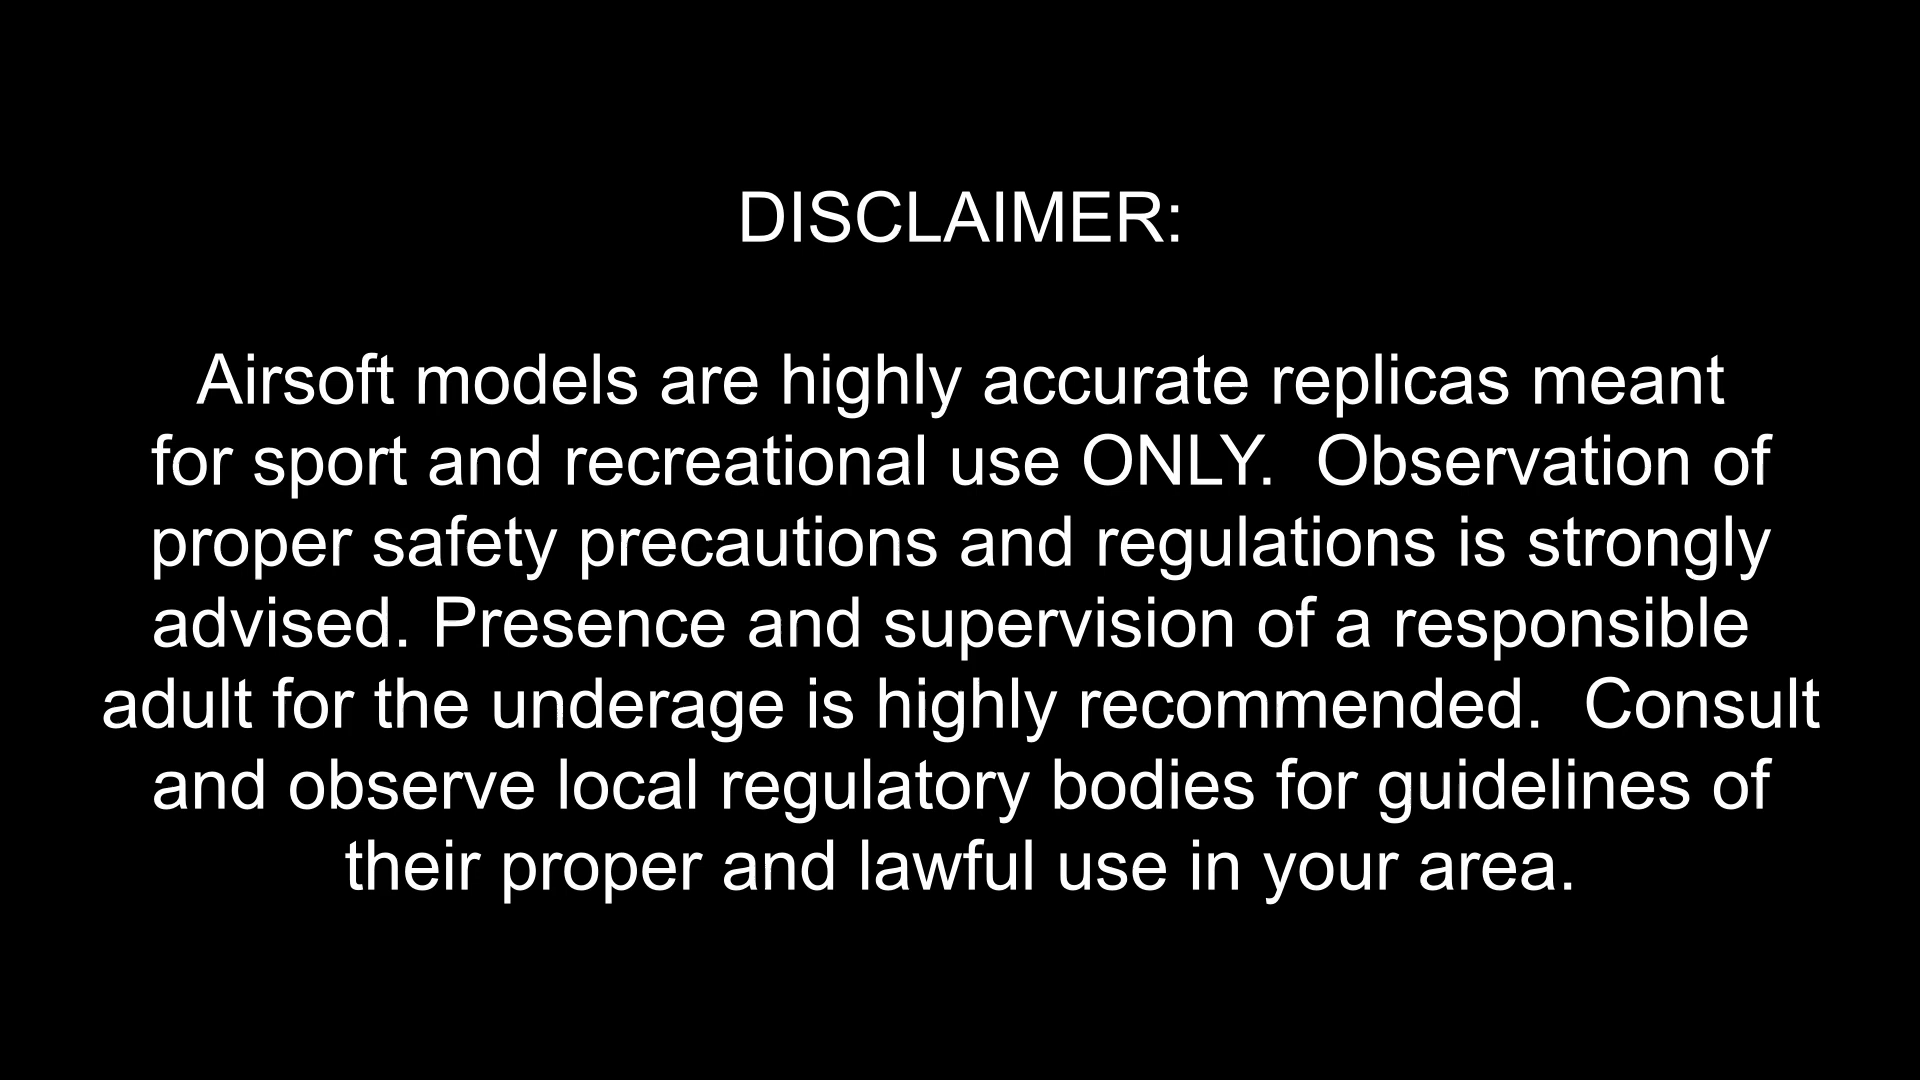 DISCLAIMER:
Airsoft models are highly accurate replicas meant
for sport and recreational use ONLY.  Observation of
proper safety precautions and regulations is strongly
advised. Presence and supervision of a responsible
adult for the underage is highly recommended.  Consult
and observe local regulatory bodies for guidelines of
their proper and lawful use in your area.